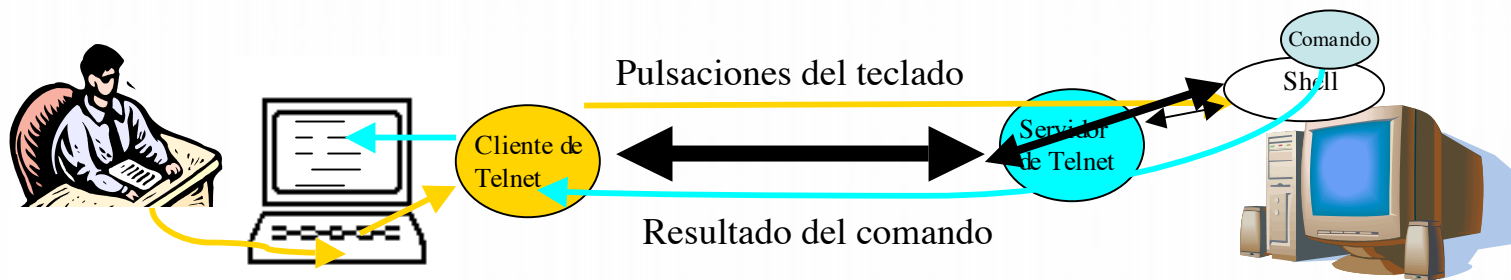 Comando
Shell
Pulsaciones del teclado
Cliente de
Telnet
Servidor
de Telnet
Resultado del comando